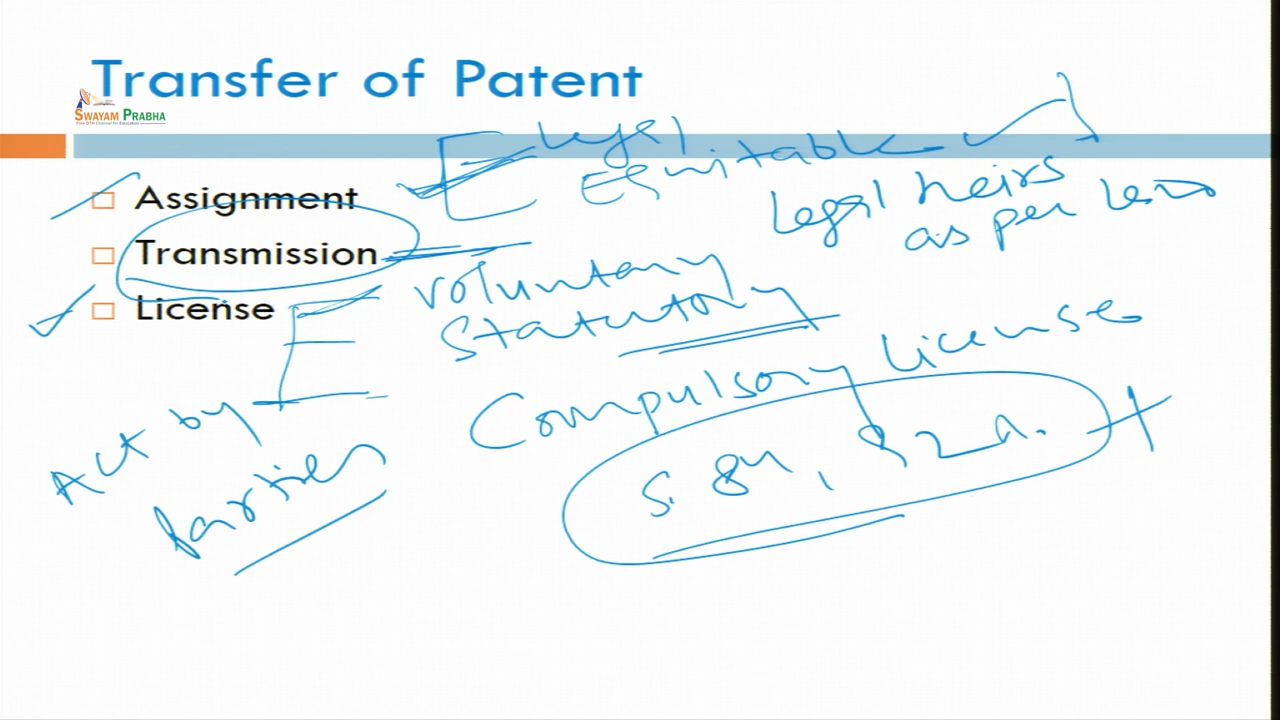 Transfer of Patent
SWAYAM PRABHA
Assignment
legal
Equitable
legal heirs
as per
Transmission
License
voluntary
Statutory
Compulsory License
S. 84, 92A.
Act by
parties